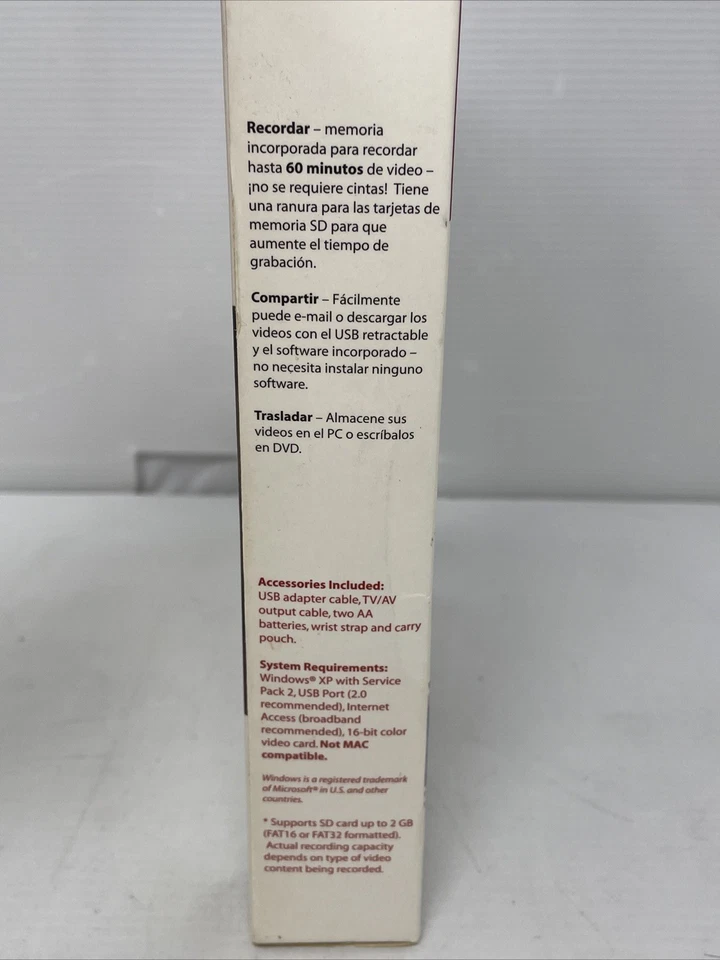 Recordar – memoria
incorporada para recordar
hasta 60 minutos de video –
¡no se requiere cintas! Tiene
una ranura para las tarjetas de
memoria SD para que
aumente el tiempo de
grabación.
Compartir – Fácilmente
puede e-mail o descargar los
videos con el USB retractable
y el software incorporado –
no necesita instalar ninguno
software.
Trasladar – Almacene sus
videos en el PC o escríbalos
en DVD.
Accessories Included:
USB adapter cable, TV/AV
output cable, two AA
batteries, wrist strap and carry
pouch.
System Requirements:
Windows® XP with Service
Pack 2, USB Port (2.0
recommended), Internet
Access (broadband
recommended), 16-bit color
video card. Not MAC
compatible.
Windows is a registered trademark
of Microsoft® in U.S. and other
countries.
* Supports SD card up to 2 GB
(FAT16 or FAT32 formatted).
Actual recording capacity
depends on type of video
content being recorded.